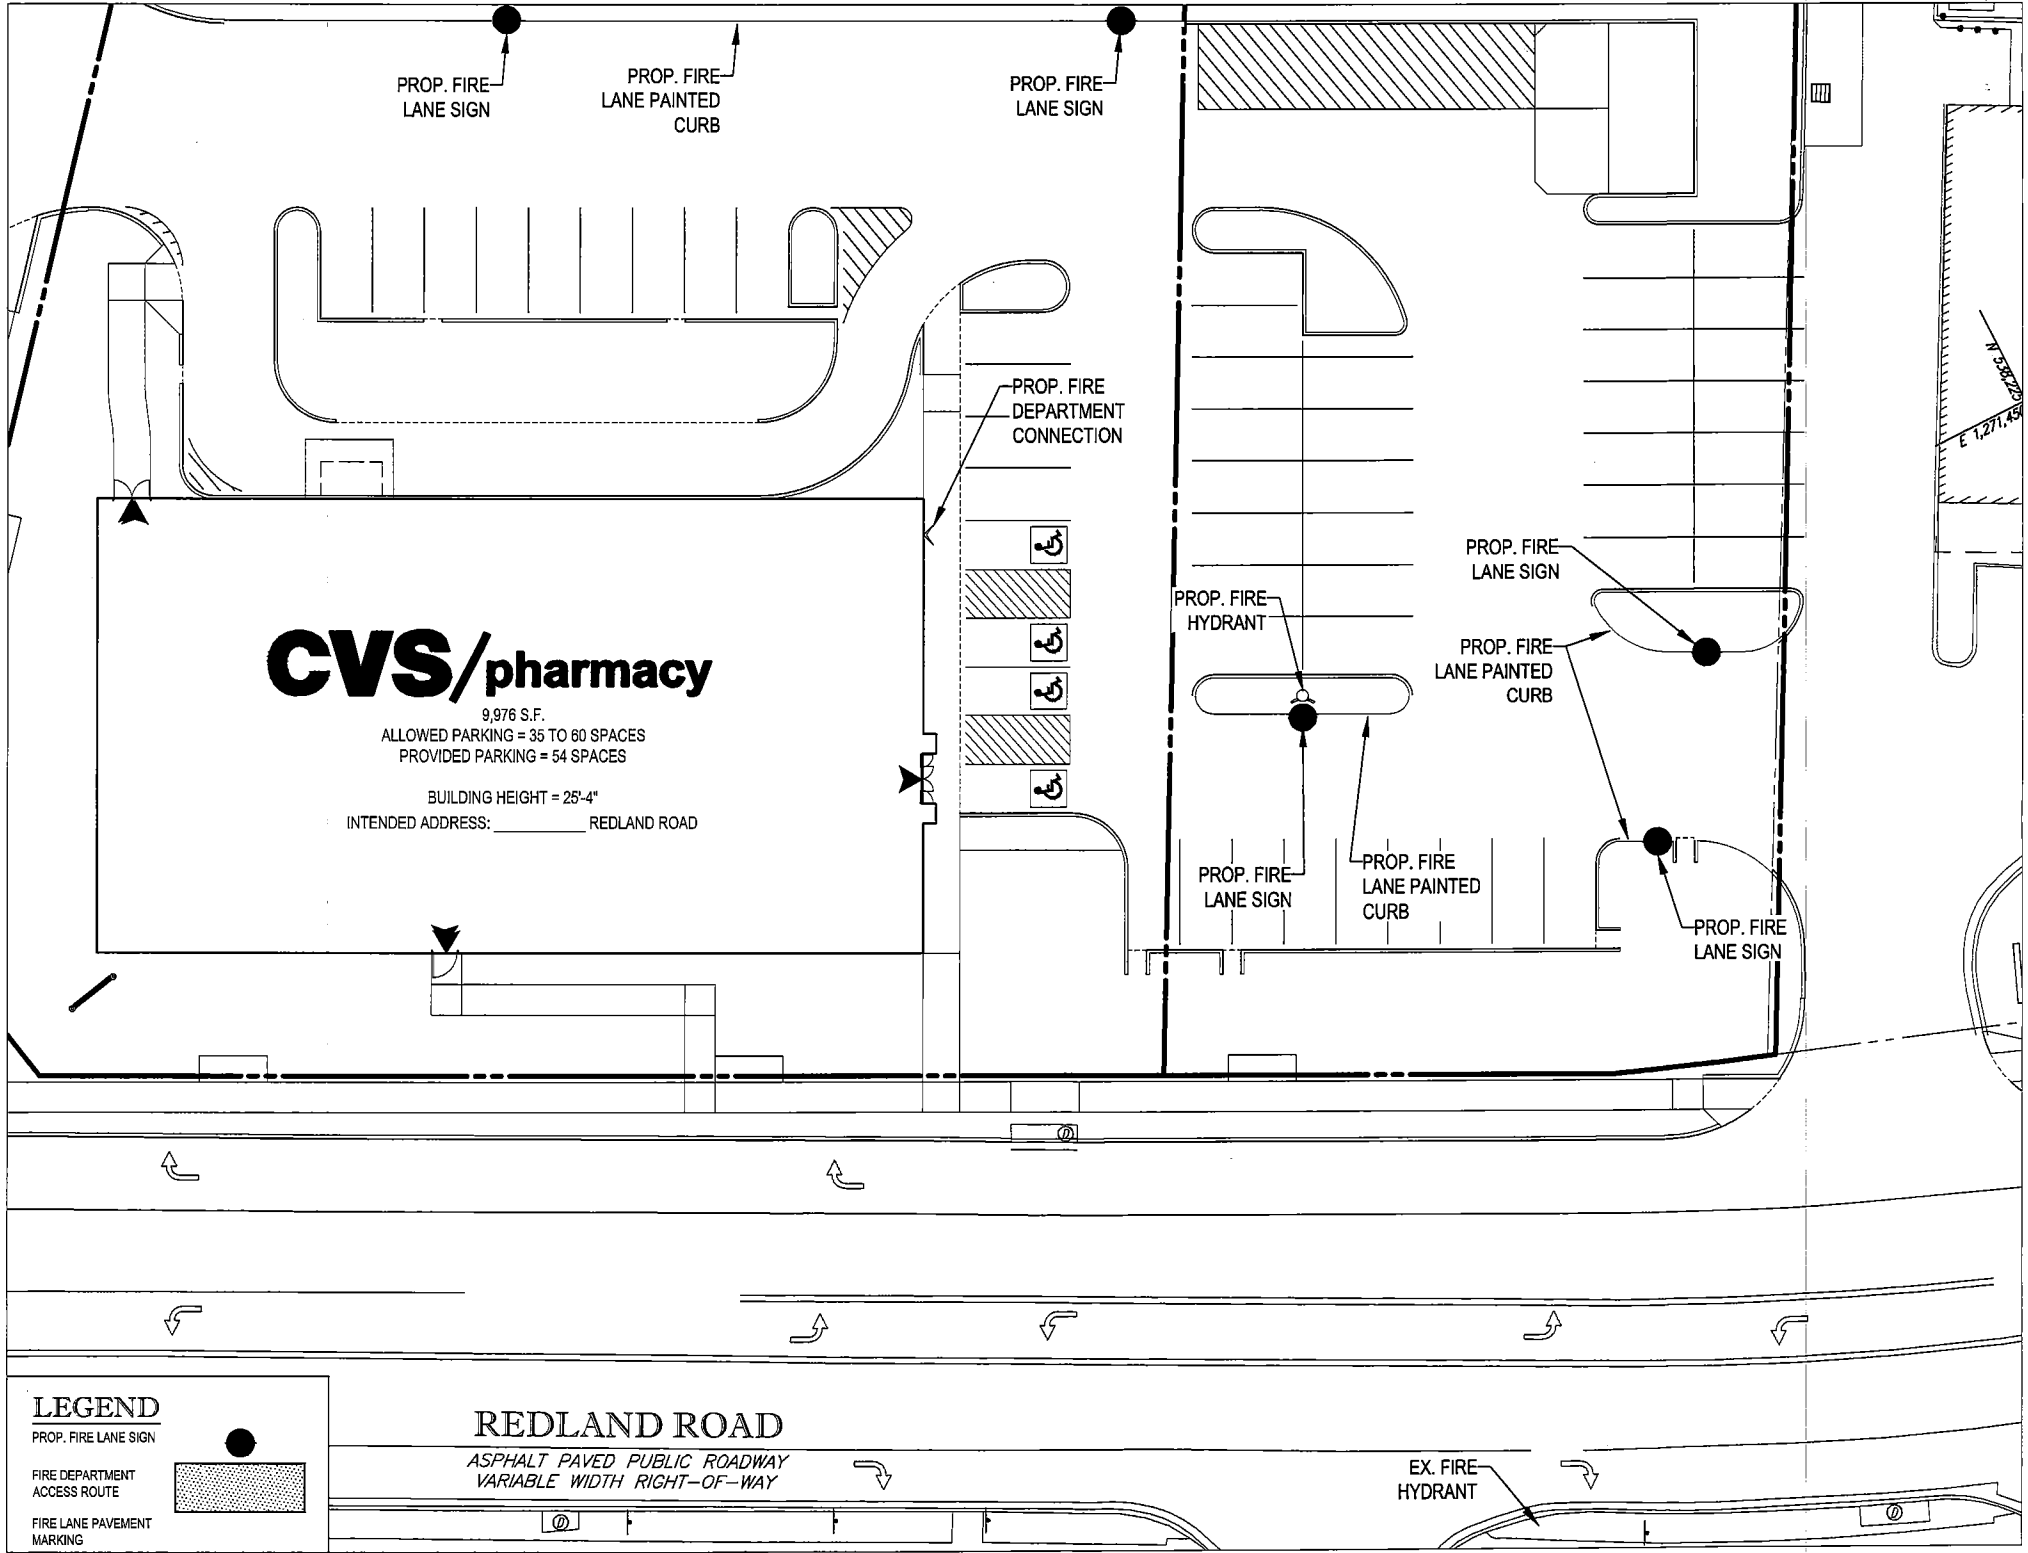 PROP. FIRE
LANE SIGN
PROP. FIRE
LANE PAINTED
CURB
PROP. FIRE
LANE SIGN
PROP. FIRE
DEPARTMENT
CONNECTION
PROP. FIRE
LANE SIGN
PROP. FIRE
HYDRANT
PROP. FIRE
LANE PAINTED
CURB
CVS/pharmacy
9,976 S.F.
ALLOWED PARKING = 35 TO 60 SPACES
PROVIDED PARKING = 54 SPACES
BUILDING HEIGHT = 25'-4"
INTENDED ADDRESS: ____________ REDLAND ROAD
PROP. FIRE
LANE SIGN
PROP. FIRE
LANE PAINTED
CURB
PROP. FIRE
LANE SIGN
D
LEGEND
PROP. FIRE LANE SIGN
FIRE DEPARTMENT
ACCESS ROUTE
FIRE LANE PAVEMENT
MARKING
REDLAND ROAD
ASPHALT PAVED PUBLIC ROADWAY
VARIABLE WIDTH RIGHT-OF-WAY
EX. FIRE
HYDRANT
D
D